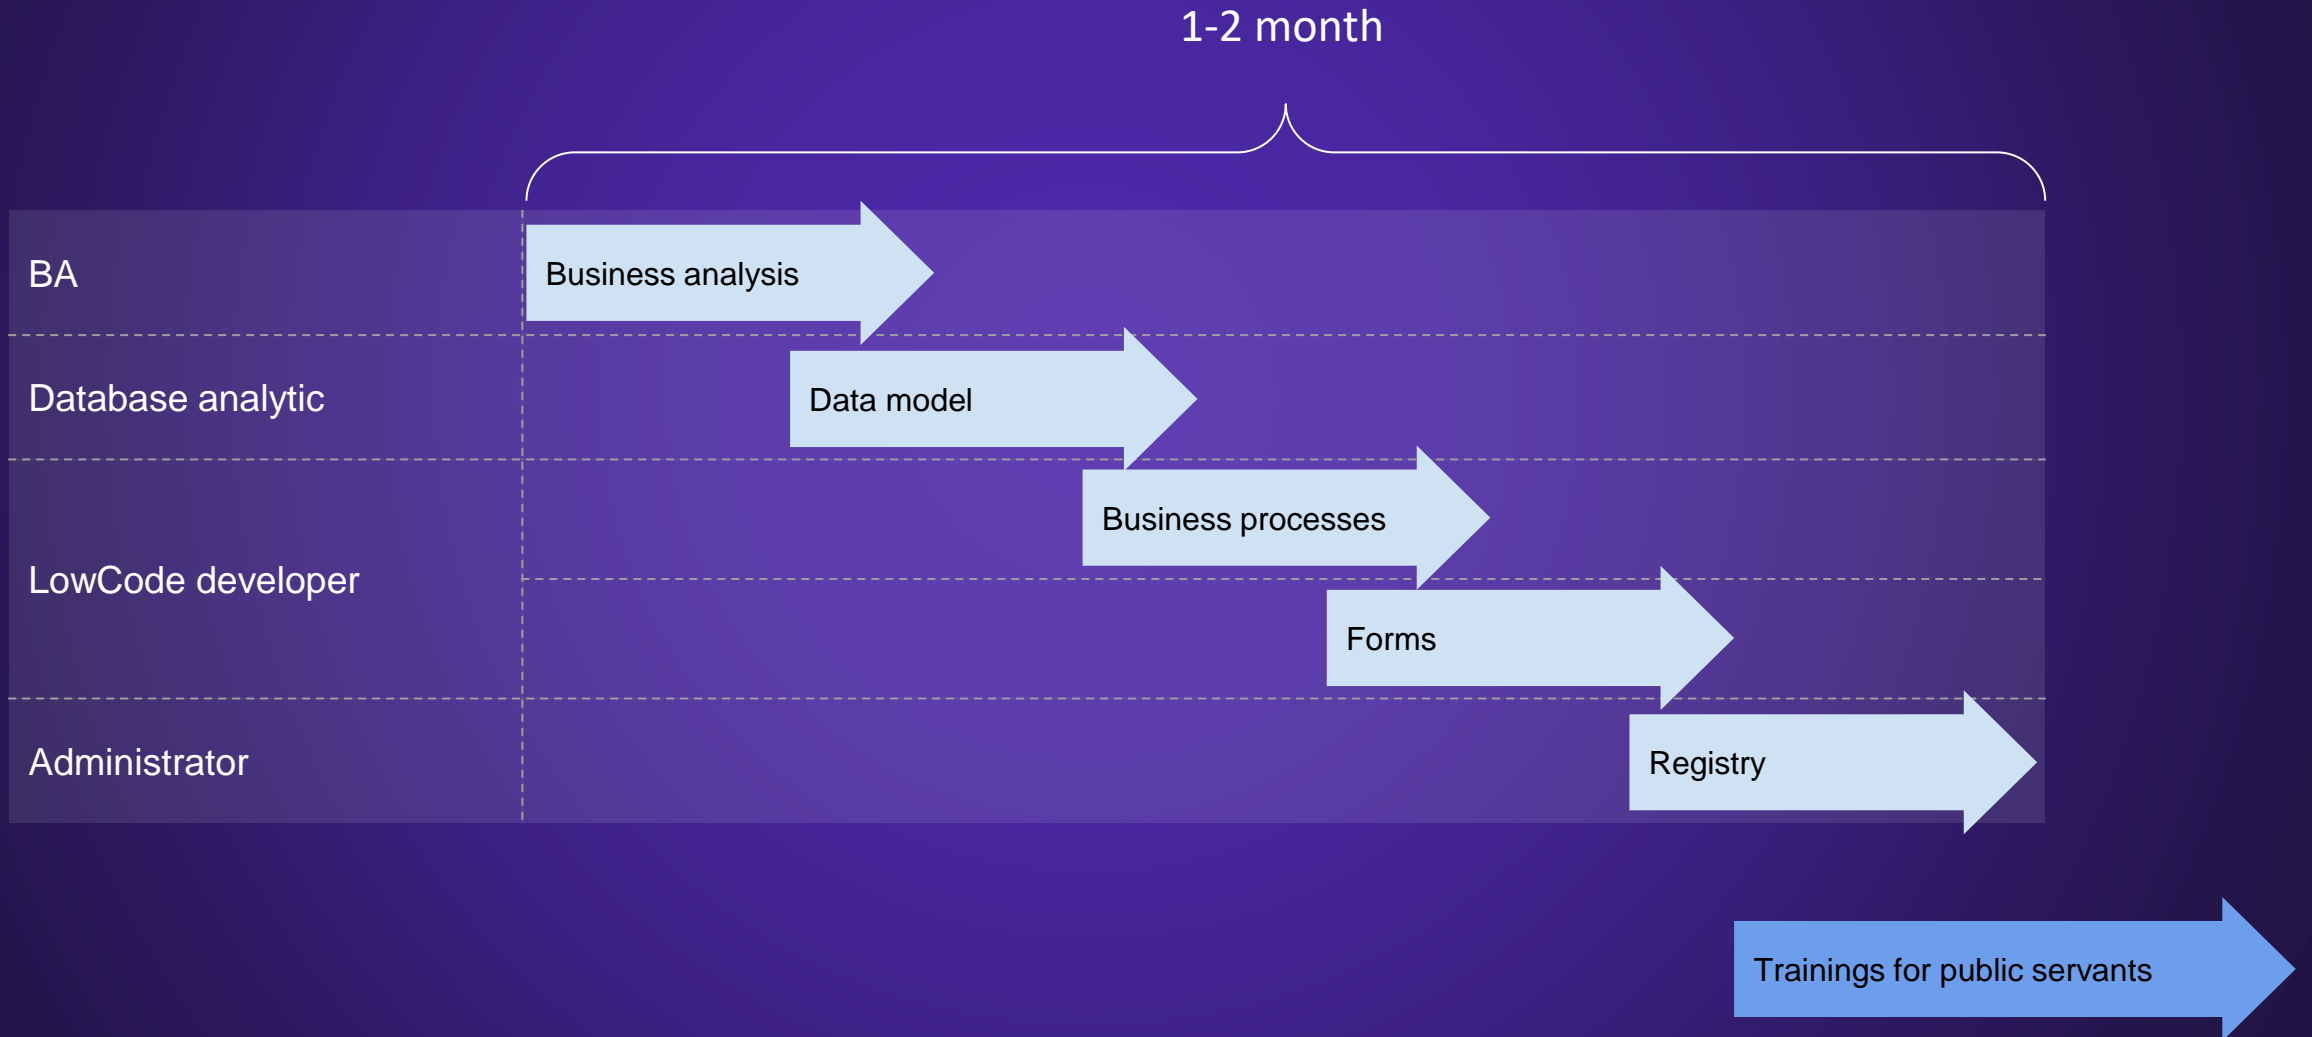 1-2 month
BA
Business analysis
Database analytic
Data model
Business processes
LowCode developer
Forms
Administrator
Registry
Trainings for public servants